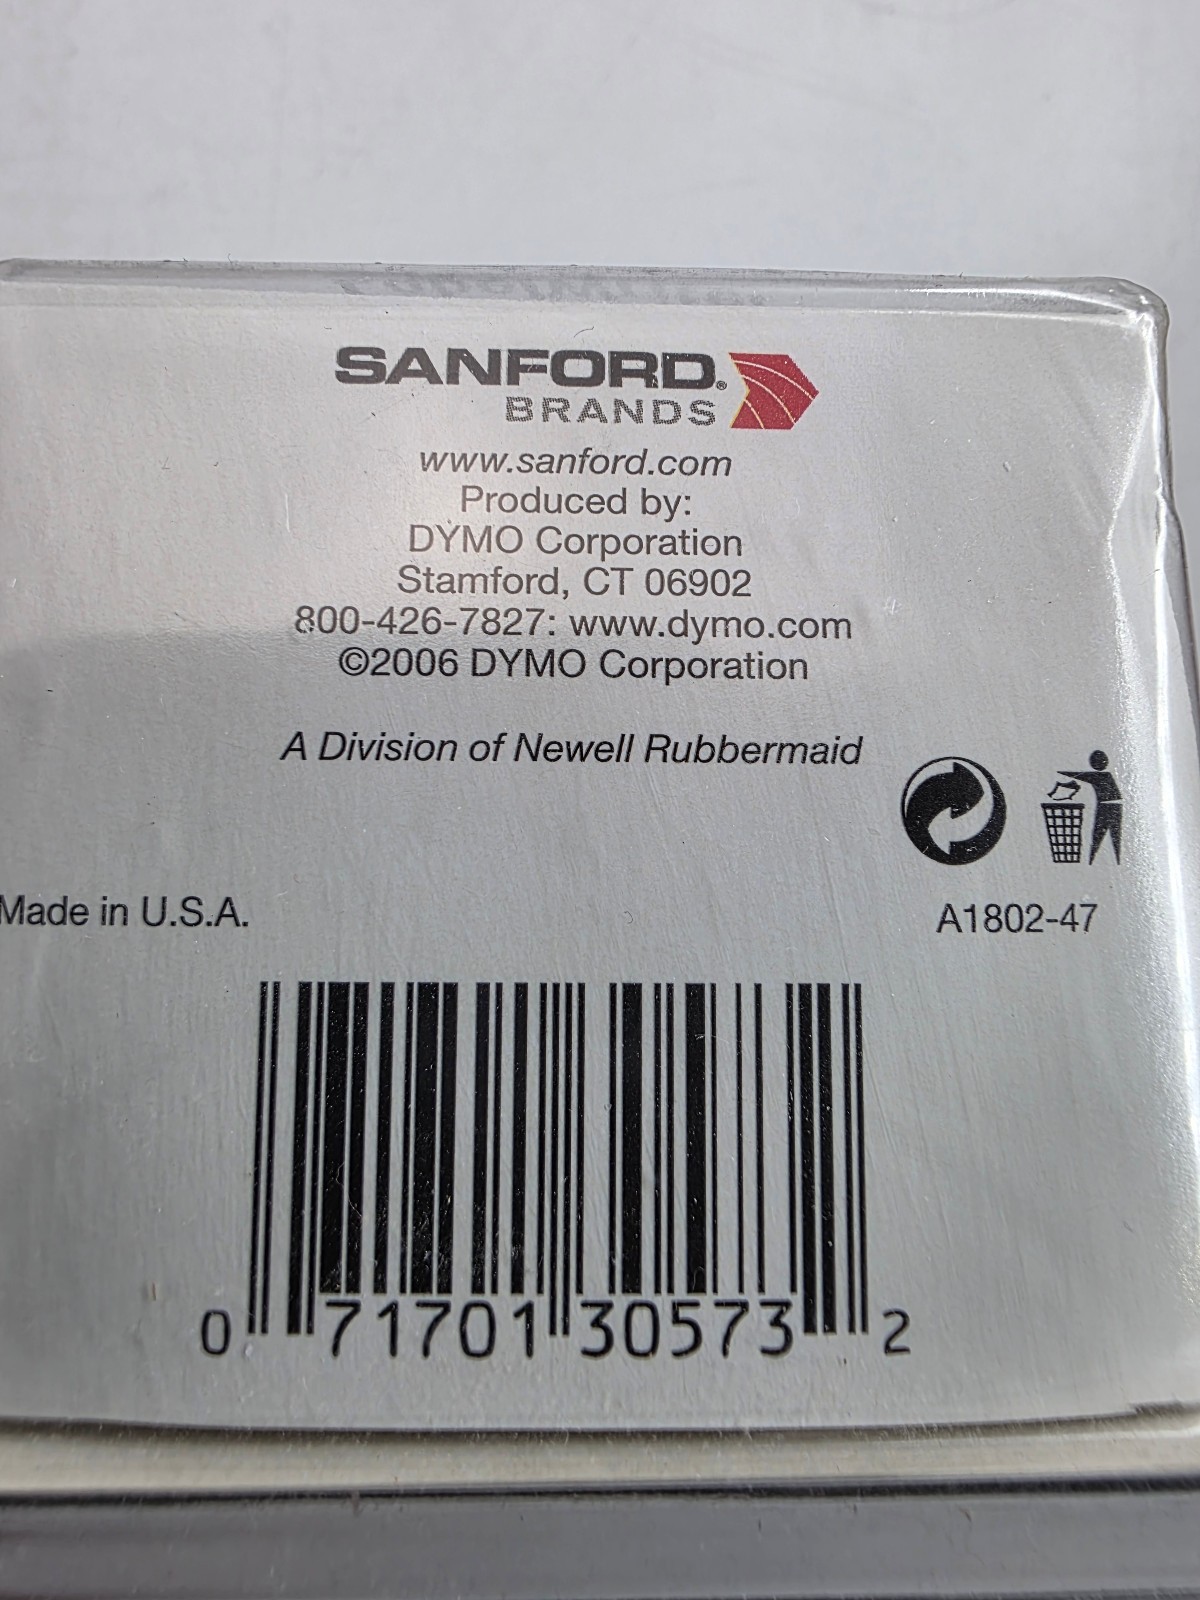 SANFORD®
BRANDS
www.sanford.com
Produced by:
DYMO Corporation
Stamford, CT 06902
800-426-7827: www.dymo.com
©2006 DYMO Corporation
A Division of Newell Rubbermaid
Made in U.S.A.
A1802-47
0 71701 30573 2